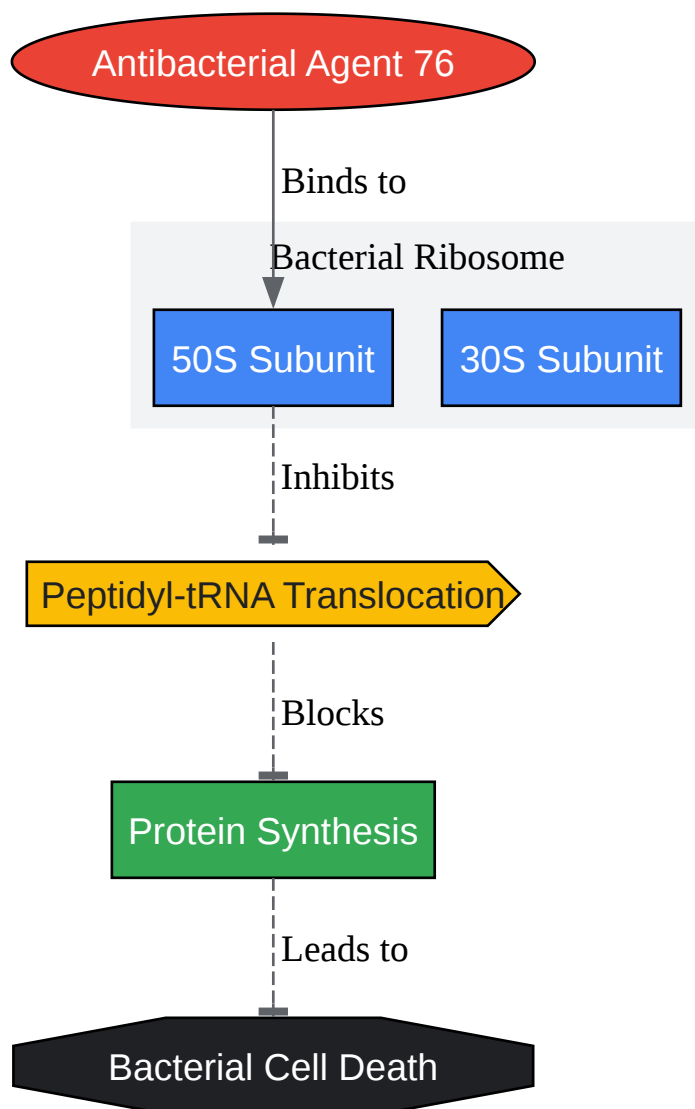 Antibacterial Agent 76
Binds to
Bacterial Ribosome
50S Subunit
30S Subunit
Inhibits
Peptidyl-tRNA Translocation
Blocks
Protein Synthesis
Leads to
Bacterial Cell Death